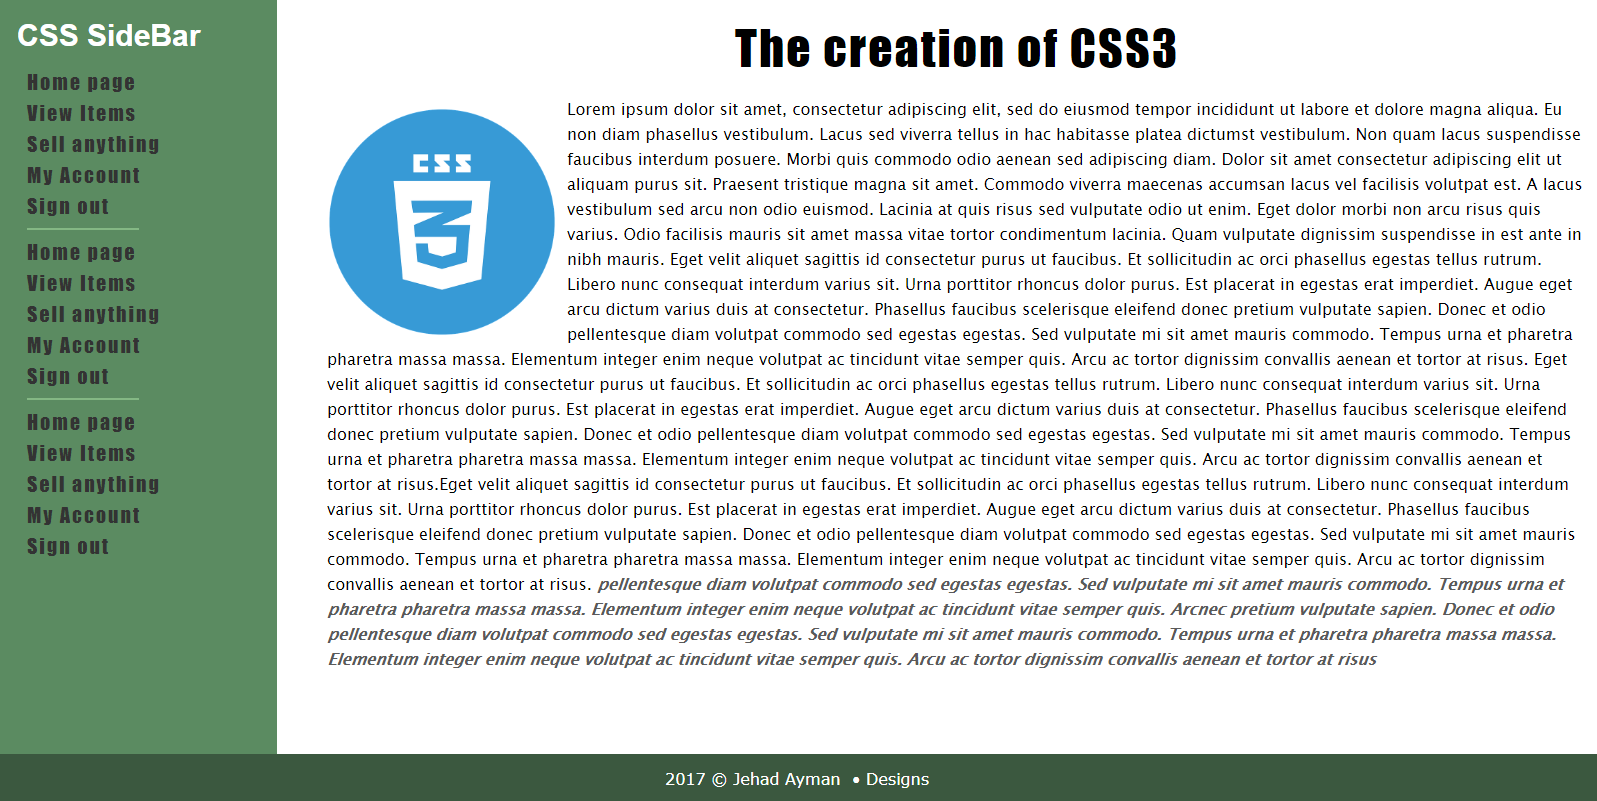 CSS SideBar
Home page
View Items
Sell anything
My Account
Sign out
Home page
View Items
Sell anything
My Account
Sign out
Home page
View Items
Sell anything
My Account
Sign out
The creation of CSS3
CSS
3
Lorem ipsum dolor sit amet, consectetur adipiscing elit, sed do eiusmod tempor incididunt ut labore et dolore magna aliqua. Eu
non diam phasellus vestibulum. Lacus sed viverra tellus in hac habitasse platea dictumst vestibulum. Non quam lacus suspendisse
faucibus interdum posuere. Morbi quis commodo odio aenean sed adipiscing diam. Dolor sit amet consectetur adipiscing elit ut
aliquam purus sit. Praesent tristique magna sit amet. Commodo viverra maecenas accumsan lacus vel facilisis volutpat est. A lacus
vestibulum sed arcu non odio euismod. Lacinia at quis risus sed vulputate odio ut enim. Eget dolor morbi non arcu risus quis
varius. Odio facilisis mauris sit amet massa vitae tortor condimentum lacinia. Quam vulputate dignissim suspendisse in est ante in
nibh mauris. Eget velit aliquet sagittis id consectetur purus ut faucibus. Et sollicitudin ac orci phasellus egestas tellus rutrum.
Libero nunc consequat interdum varius sit. Urna porttitor rhoncus dolor purus. Est placerat in egestas erat imperdiet. Augue eget
arcu dictum varius duis at consectetur. Phasellus faucibus scelerisque eleifend donec pretium vulputate sapien. Donec et odio
pellentesque diam volutpat commodo sed egestas egestas. Sed vulputate mi sit amet mauris commodo. Tempus urna et pharetra
pharetra massa massa. Elementum integer enim neque volutpat ac tincidunt vitae semper quis. Arcu ac tortor dignissim convallis aenean et tortor at risus. Eget
velit aliquet sagittis id consectetur purus ut faucibus. Et sollicitudin ac orci phasellus egestas tellus rutrum. Libero nunc consequat interdum varius sit. Urna
porttitor rhoncus dolor purus. Est placerat in egestas erat imperdiet. Augue eget arcu dictum varius duis at consectetur. Phasellus faucibus scelerisque eleifend
donec pretium vulputate sapien. Donec et odio pellentesque diam volutpat commodo sed egestas egestas. Sed vulputate mi sit amet mauris commodo. Tempus
urna et pharetra pharetra massa massa. Elementum integer enim neque volutpat ac tincidunt vitae semper quis. Arcu ac tortor dignissim convallis aenean et
tortor at risus.Eget velit aliquet sagittis id consectetur purus ut faucibus. Et sollicitudin ac orci phasellus egestas tellus rutrum. Libero nunc consequat interdum
varius sit. Urna porttitor rhoncus dolor purus. Est placerat in egestas erat imperdiet. Augue eget arcu dictum varius duis at consectetur. Phasellus faucibus
scelerisque eleifend donec pretium vulputate sapien. Donec et odio pellentesque diam volutpat commodo sed egestas egestas. Sed vulputate mi sit amet mauris
commodo. Tempus urna et pharetra pharetra massa massa. Elementum integer enim neque volutpat ac tincidunt vitae semper quis. Arcu ac tortor dignissim
convallis aenean et tortor at risus. pellentesque diam volutpat commodo sed egestas egestas. Sed vulputate mi sit amet mauris commodo. Tempus urna et
pharetra pharetra massa massa. Elementum integer enim neque volutpat ac tincidunt vitae semper quis. Arcnec pretium vulputate sapien. Donec et odio
pellentesque diam volutpat commodo sed egestas egestas. Sed vulputate mi sit amet mauris commodo. Tempus urna et pharetra pharetra massa massa.
Elementum integer enim neque volutpat ac tincidunt vitae semper quis. Arcu ac tortor dignissim convallis aenean et tortor at risus
2017 © Jehad Ayman • Designs